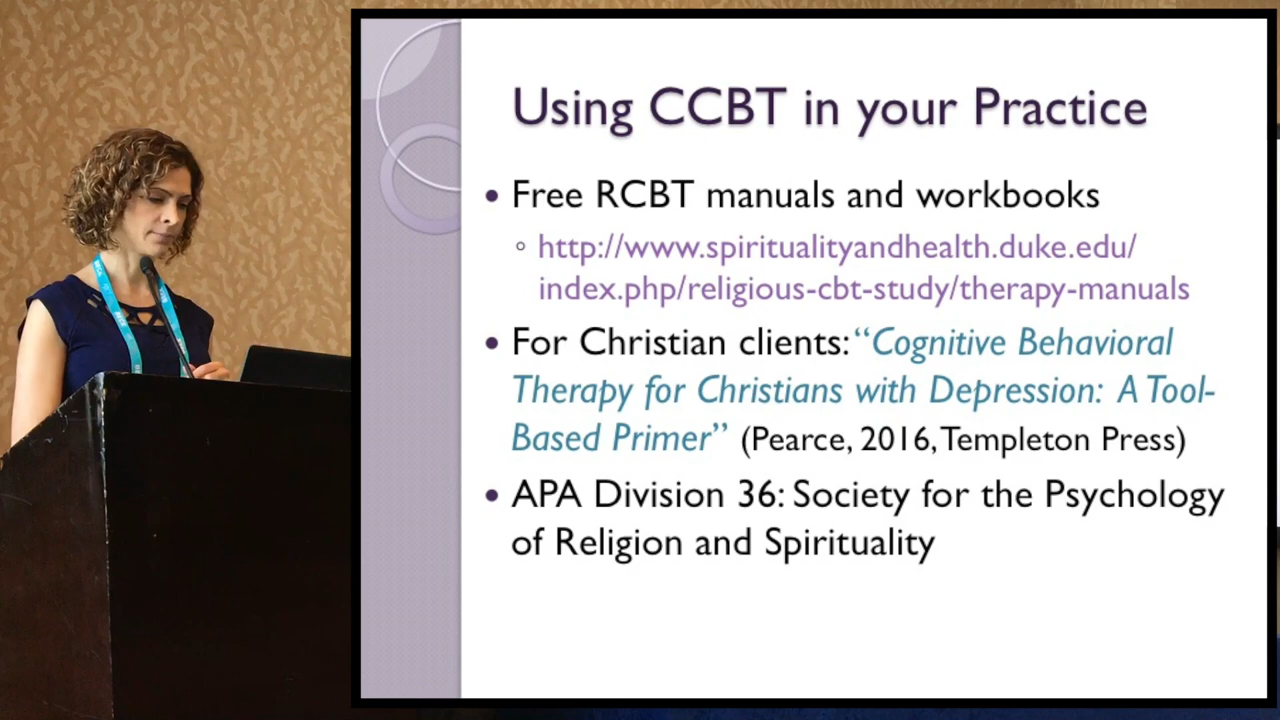 Using CCBT in your Practice
• Free RCBT manuals and workbooks
◦ http://www.spiritualityandhealth.duke.edu/
index.php/religious-cbt-study/therapy-manuals
• For Christian clients: “Cognitive Behavioral
Therapy for Christians with Depression: A Tool-
Based Primer” (Pearce, 2016, Templeton Press)
• APA Division 36: Society for the Psychology
of Religion and Spirituality